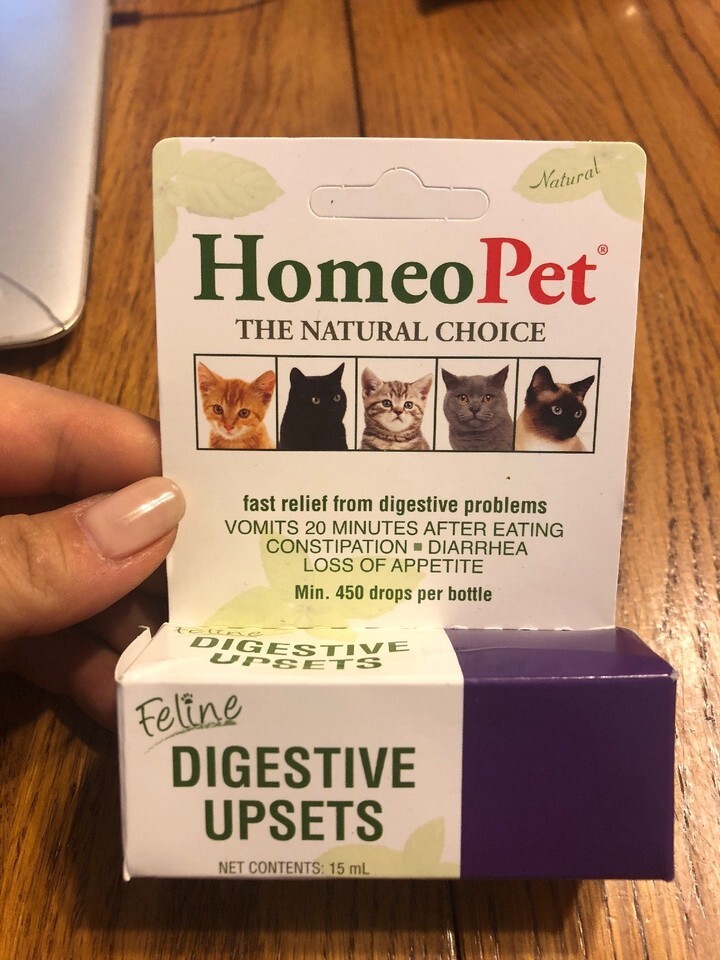 Natural
HomeoPet®
THE NATURAL CHOICE
fast relief from digestive problems
VOMITS 20 MINUTES AFTER EATING
CONSTIPATION ▪ DIARRHEA
LOSS OF APPETITE
Min. 450 drops per bottle
Feline
DIGESTIVE
UPSETS
Feline
DIGESTIVE
UPSETS
NET CONTENTS: 15 mL